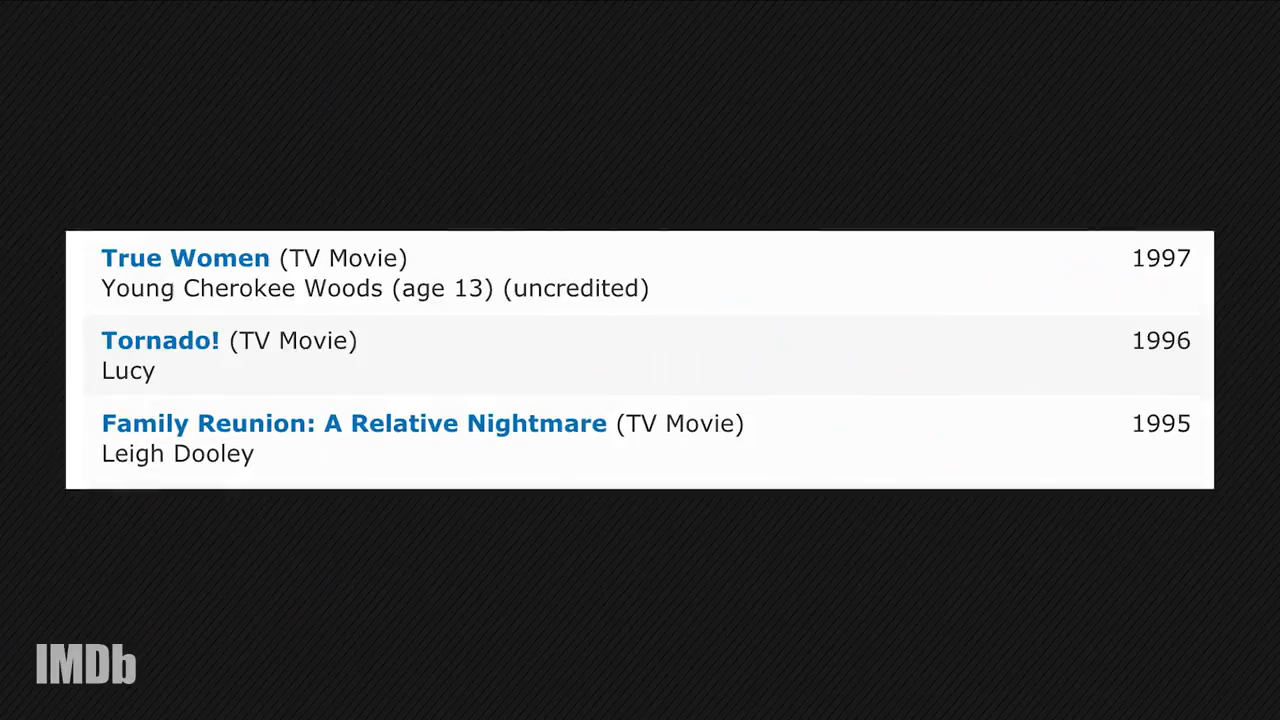 True Women (TV Movie) 1997
Young Cherokee Woods (age 13) (uncredited)
Tornado! (TV Movie) 1996
Lucy
Family Reunion: A Relative Nightmare (TV Movie) 1995
Leigh Dooley
IMDb